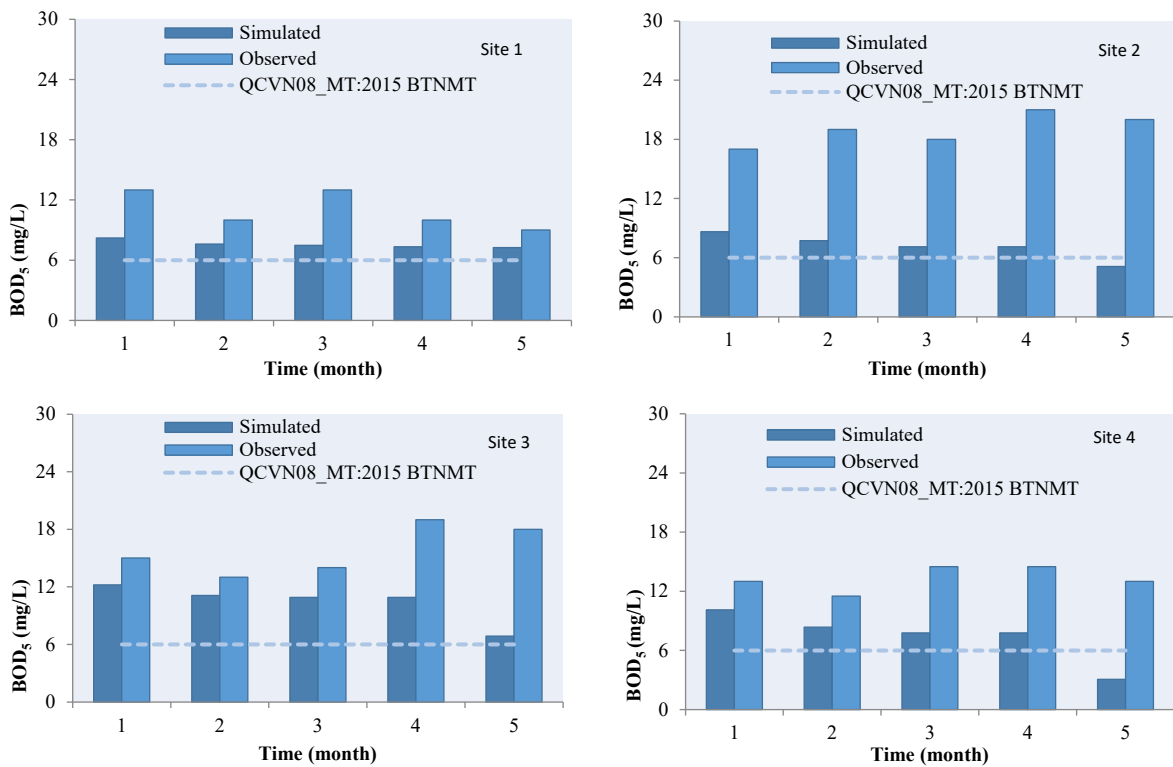 Simulated
Observed
QCVN08_MT:2015 BTNMT
Site 1
30
24
18
12
6
0
BOD5 (mg/L)
1 2 3 4 5
Time (month)
Simulated
Observed
QCVN08_MT:2015 BTNMT
Site 2
30
24
18
12
6
0
BOD5 (mg/L)
1 2 3 4 5
Time (month)
Simulated
Observed
QCVN08_MT:2015 BTNMT
Site 3
30
24
18
12
6
0
BOD5 (mg/L)
1 2 3 4 5
Time (month)
Simulated
Observed
QCVN08_MT:2015 BTNMT
Site 4
30
24
18
12
6
0
BOD5 (mg/L)
1 2 3 4 5
Time (month)